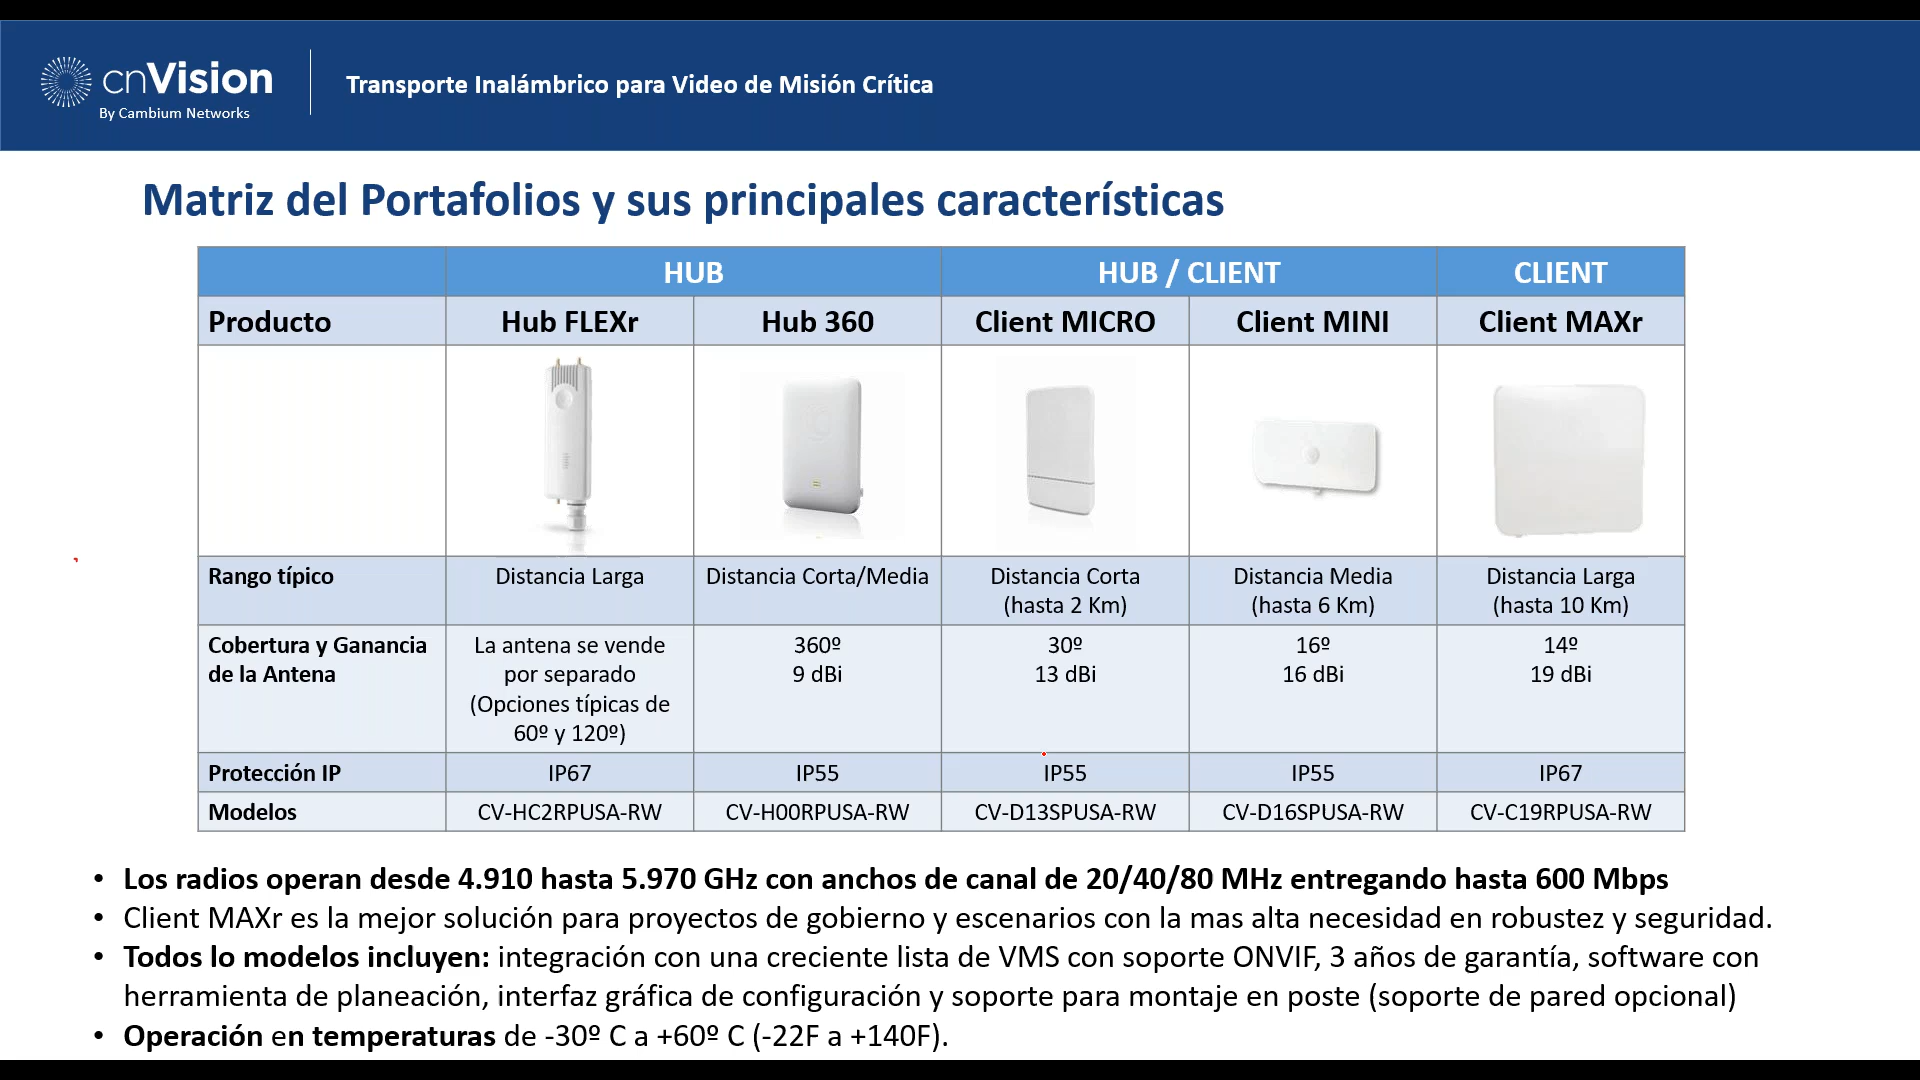 cnVision
By Cambium Networks
Transporte Inalámbrico para Video de Misión Crítica
Matriz del Portafolios y sus principales características
HUB HUB / CLIENT CLIENT
Producto Hub FLEXr Hub 360 Client MICRO Client MINI Client MAXr
Rango típico Distancia Larga Distancia Corta/Media Distancia Corta Distancia Media Distancia Larga
(hasta 2 Km) (hasta 6 Km) (hasta 10 Km)
Cobertura y Ganancia La antena se vende 360º 30º 16º 14º
de la Antena por separado 9 dBi 13 dBi 16 dBi 19 dBi
(Opciones típicas de
60º y 120º)
Protección IP IP67 IP55 IP55 IP55 IP67
Modelos CV-HC2RPUSA-RW CV-H00RPUSA-RW CV-D13SPUSA-RW CV-D16SPUSA-RW CV-C19RPUSA-RW
• Los radios operan desde 4.910 hasta 5.970 GHz con anchos de canal de 20/40/80 MHz entregando hasta 600 Mbps
• Client MAXr es la mejor solución para proyectos de gobierno y escenarios con la mas alta necesidad en robustez y seguridad.
• Todos lo modelos incluyen: integración con una creciente lista de VMS con soporte ONVIF, 3 años de garantía, software con
herramienta de planeación, interfaz gráfica de configuración y soporte para montaje en poste (soporte de pared opcional)
• Operación en temperaturas de -30º C a +60º C (-22F a +140F).